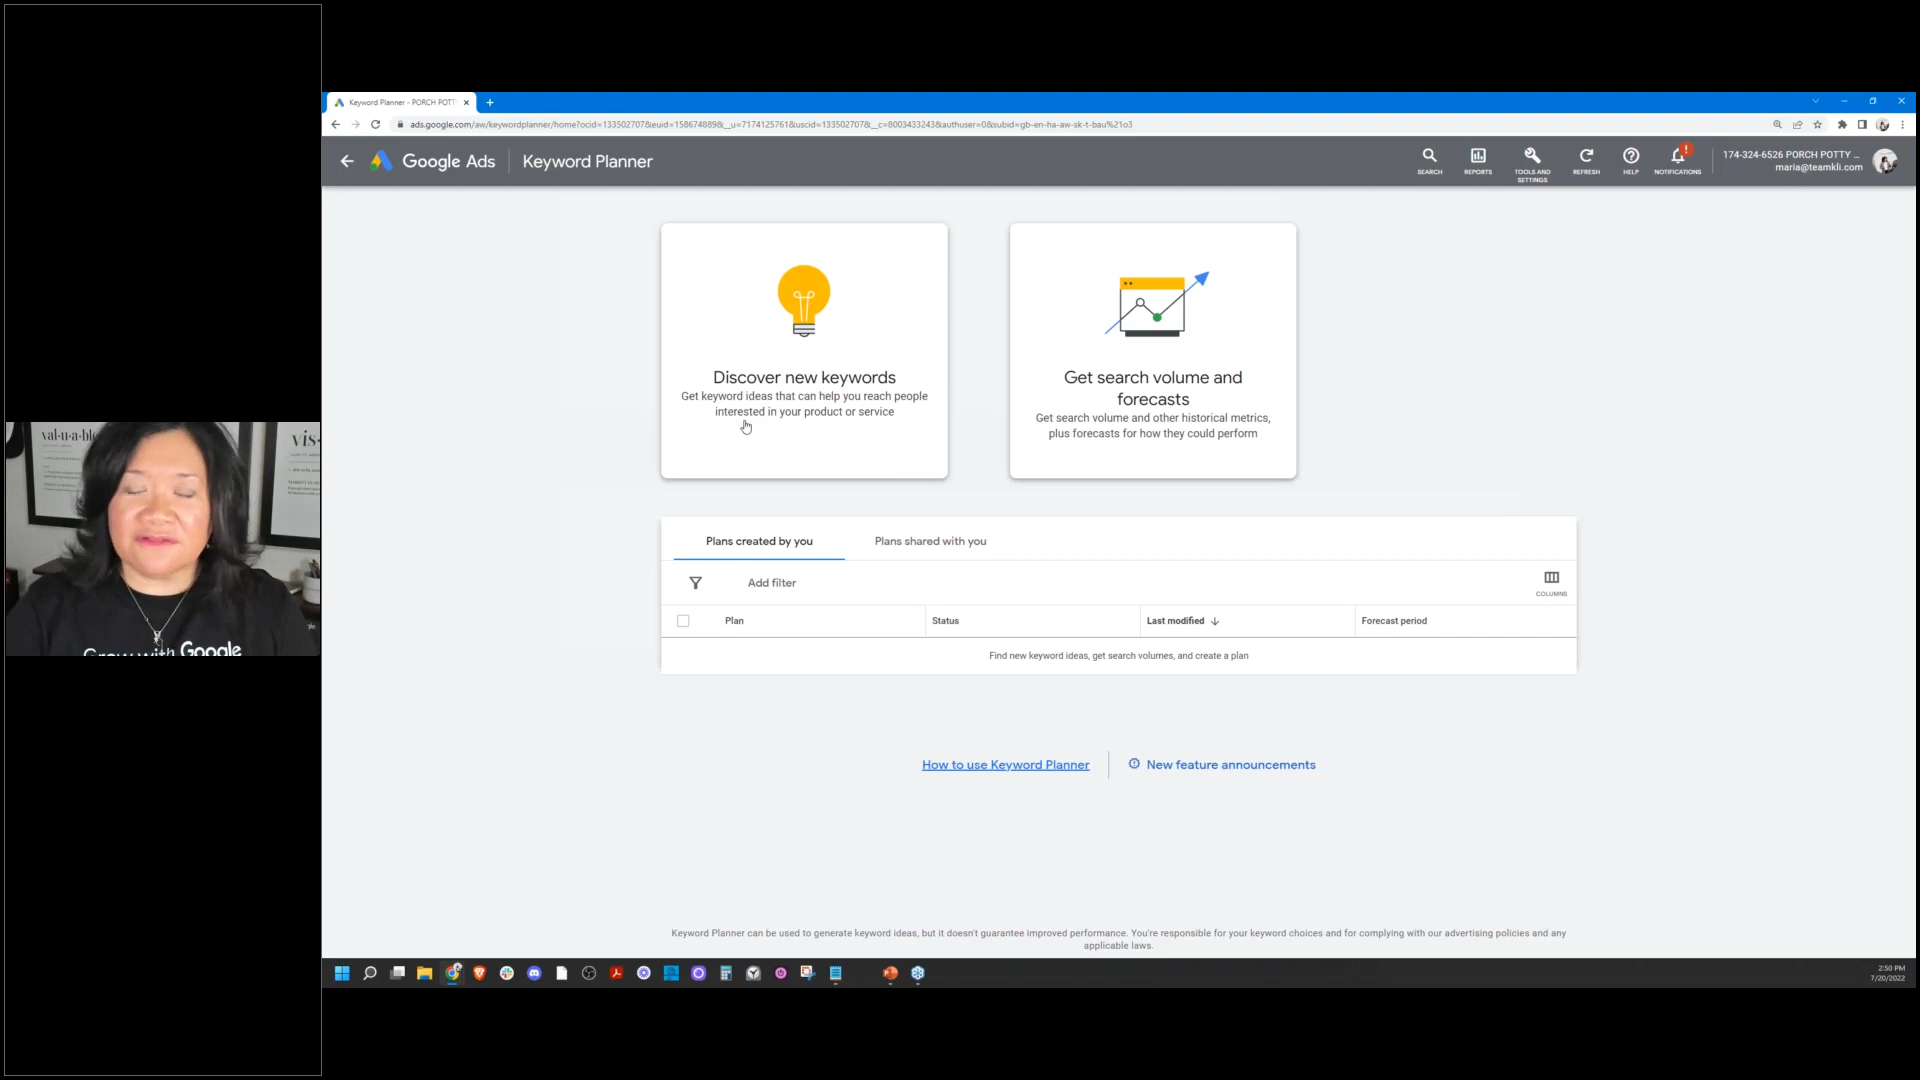 Keyword Planner - PORCH POTT
ads.google.com/aw/keywordplanner/home?ocid=133502707&euid=158674889&__u=7174125761&uscid=133502707&__c=8003433243&authuser=0&subid=gb-en-ha-aw-sk-t-bau%21o3
Google Ads
Keyword Planner
SEARCH
REPORTS
TOOLS AND
SETTINGS
REFRESH
HELP
NOTIFICATIONS
174-324-6526 PORCH POTTY ...
maria@teamkli.com
Discover new keywords
Get keyword ideas that can help you reach people
interested in your product or service
Get search volume and
forecasts
Get search volume and other historical metrics,
plus forecasts for how they could perform
val·u·abl
vis·
Grow with Google
Plans created by you
Plans shared with you
Add filter
COLUMNS
Plan
Status
Last modified
Forecast period
Find new keyword ideas, get search volumes, and create a plan
How to use Keyword Planner
New feature announcements
Keyword Planner can be used to generate keyword ideas, but it doesn't guarantee improved performance. You're responsible for your keyword choices and for complying with our advertising policies and any
applicable laws.
2:50 PM
7/20/2022